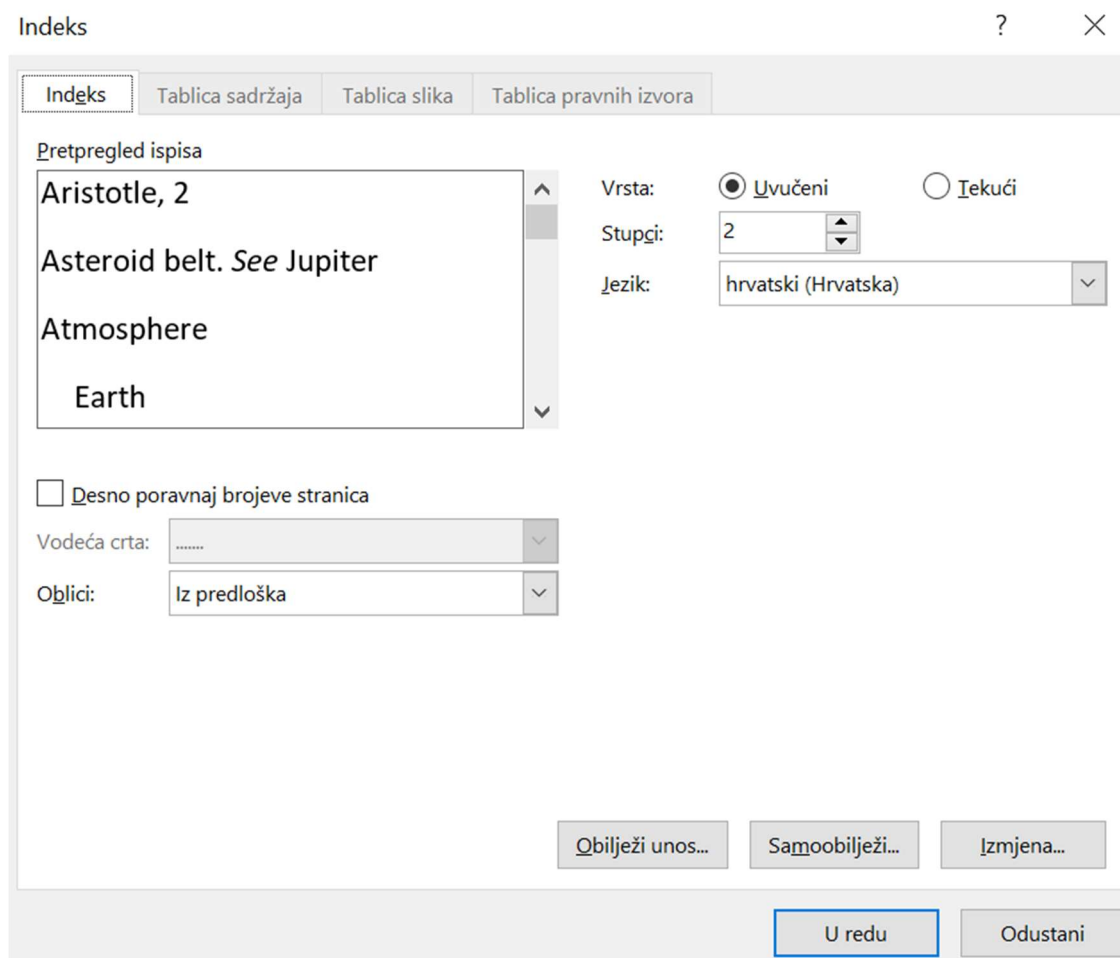 Indeks ?
Indeks Tablica sadržaja Tablica slika Tablica pravnih izvora
Pretpregled ispisa
Aristotle, 2
Asteroid belt. See Jupiter
Atmosphere
Earth
Vrsta: Uvučeni Tekući
Stupci: 2
Jezik: hrvatski (Hrvatska)
Desno poravnaj brojeve stranica
Vodeća crta: .......
Oblici: Iz predloška
Obilježi unos... Samoobilježi... Izmjena...
U redu Odustani